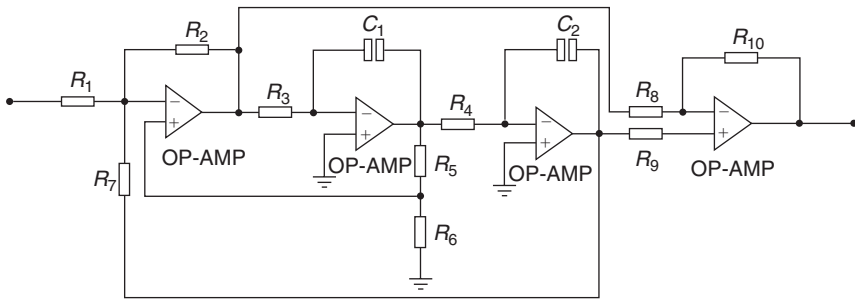 R2
C1
C2
R10
R1
R3
R4
R8
−
+
−
+
−
+
−
+
OP-AMP
OP-AMP
OP-AMP
OP-AMP
R7
R5
R9
R6